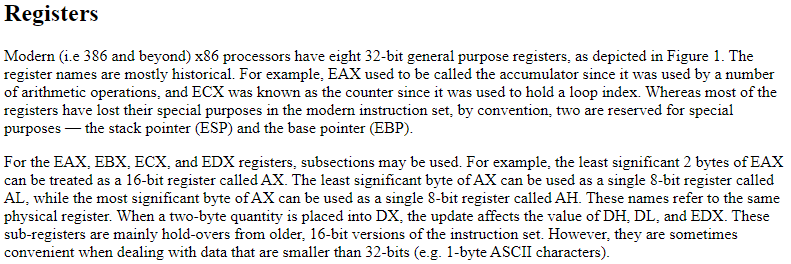 Registers
Modern (i.e 386 and beyond) x86 processors have eight 32-bit general purpose registers, as depicted in Figure 1. The
register names are mostly historical. For example, EAX used to be called the accumulator since it was used by a number
of arithmetic operations, and ECX was known as the counter since it was used to hold a loop index. Whereas most of the
registers have lost their special purposes in the modern instruction set, by convention, two are reserved for special
purposes — the stack pointer (ESP) and the base pointer (EBP).
For the EAX, EBX, ECX, and EDX registers, subsections may be used. For example, the least significant 2 bytes of EAX
can be treated as a 16-bit register called AX. The least significant byte of AX can be used as a single 8-bit register called
AL, while the most significant byte of AX can be used as a single 8-bit register called AH. These names refer to the same
physical register. When a two-byte quantity is placed into DX, the update affects the value of DH, DL, and EDX. These
sub-registers are mainly hold-overs from older, 16-bit versions of the instruction set. However, they are sometimes
convenient when dealing with data that are smaller than 32-bits (e.g. 1-byte ASCII characters).